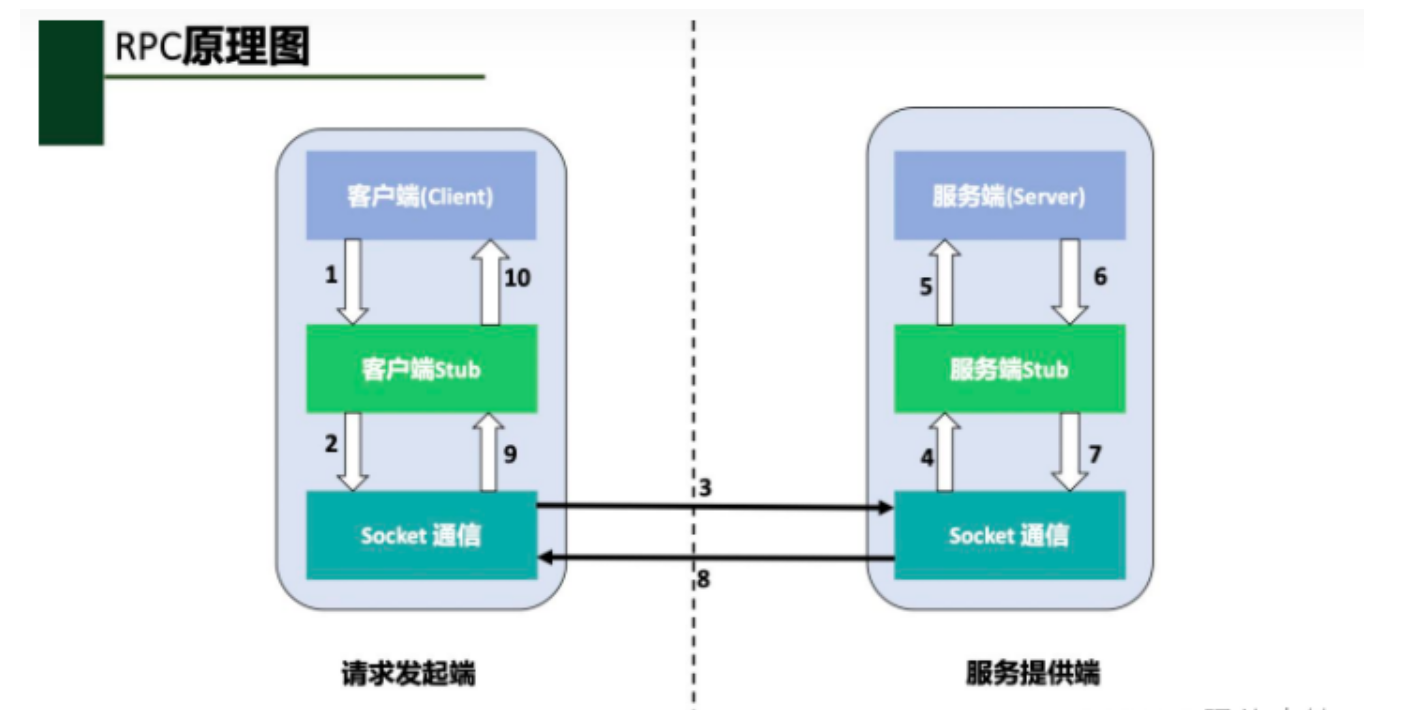 RPC原理图
客户端(Client)
服务端(Server)
1
10
5
6
客户端Stub
服务端Stub
2
9
4
7
3
Socket 通信
Socket 通信
8
请求发起端
服务提供端